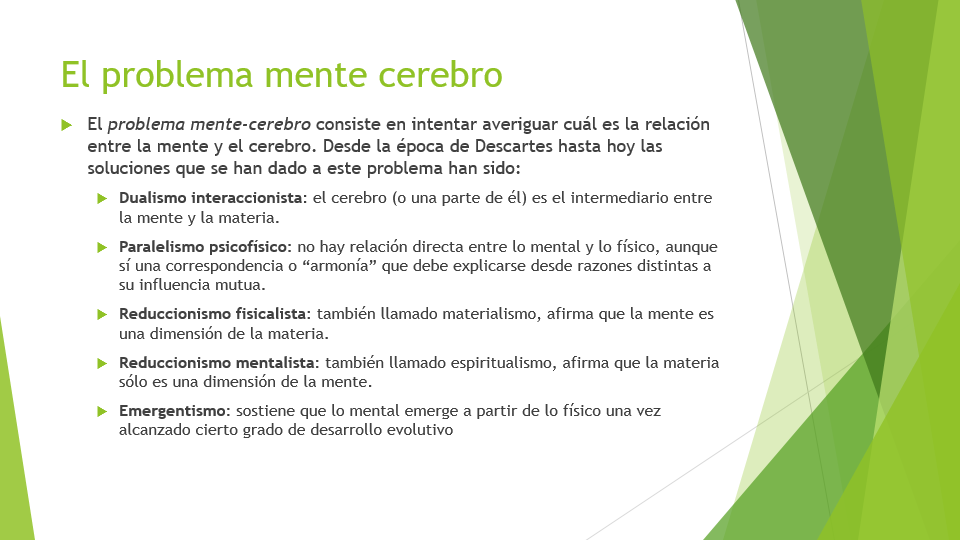 El problema mente cerebro
El problema mente-cerebro consiste en intentar averiguar cuál es la relación
entre la mente y el cerebro. Desde la época de Descartes hasta hoy las
soluciones que se han dado a este problema han sido:
Dualismo interaccionista: el cerebro (o una parte de él) es el intermediario entre
la mente y la materia.
Paralelismo psicofísico: no hay relación directa entre lo mental y lo físico, aunque
sí una correspondencia o “armonía” que debe explicarse desde razones distintas a
su influencia mutua.
Reduccionismo fisicalista: también llamado materialismo, afirma que la mente es
una dimensión de la materia.
Reduccionismo mentalista: también llamado espiritualismo, afirma que la materia
sólo es una dimensión de la mente.
Emergentismo: sostiene que lo mental emerge a partir de lo físico una vez
alcanzado cierto grado de desarrollo evolutivo